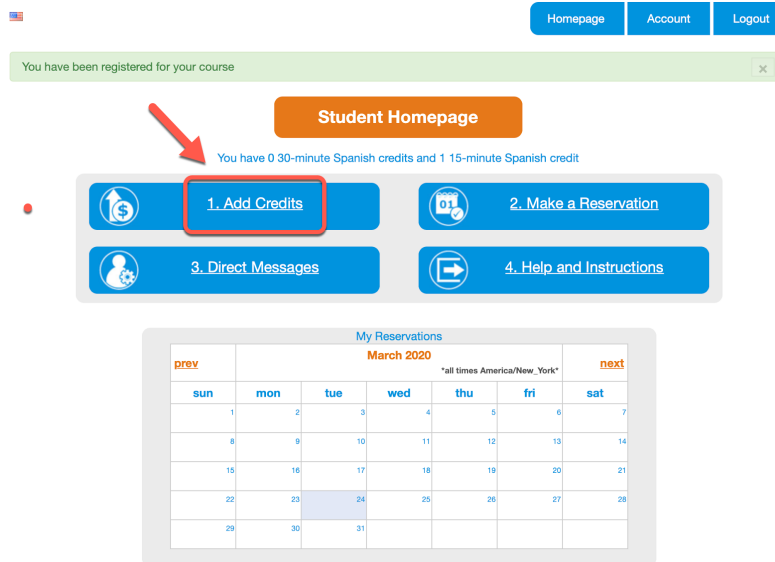 Homepage Account Logout
You have been registered for your course ×
Student Homepage
You have 0 30-minute Spanish credits and 1 15-minute Spanish credit
1. Add Credits
2. Make a Reservation
3. Direct Messages
4. Help and Instructions
My Reservations
prev March 2020 next
*all times America/New_York*
sun mon tue wed thu fri sat
1 2 3 4 5 6 7
8 9 10 11 12 13 14
15 16 17 18 19 20 21
22 23 24 25 26 27 28
29 30 31
$
01